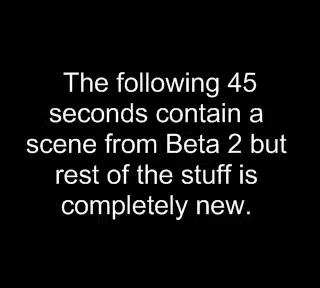 The following 45
seconds contain a
scene from Beta 2 but
rest of the stuff is
completely new.